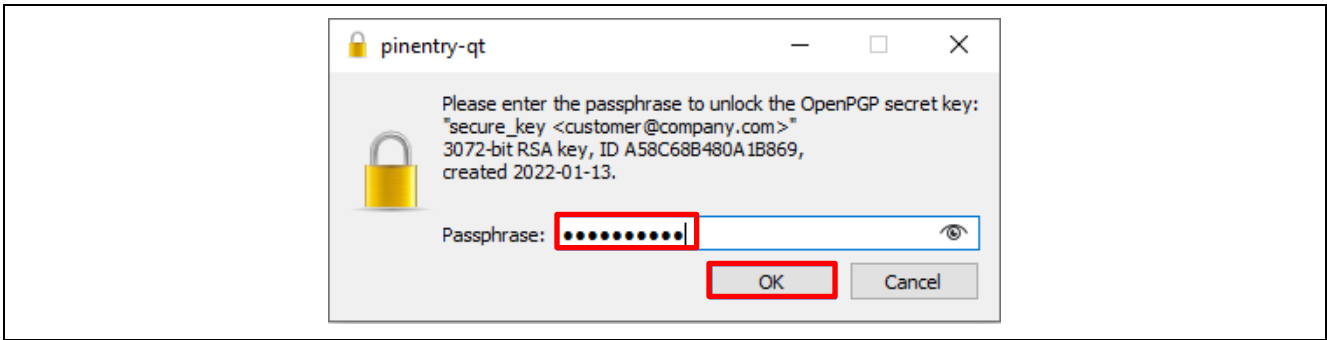 pinentry-qt
Please enter the passphrase to unlock the OpenPGP secret key:
"secure_key <customer@company.com>"
3072-bit RSA key, ID A58C68B480A1B869,
created 2022-01-13.
Passphrase: ●●●●●●●●●●
OK Cancel